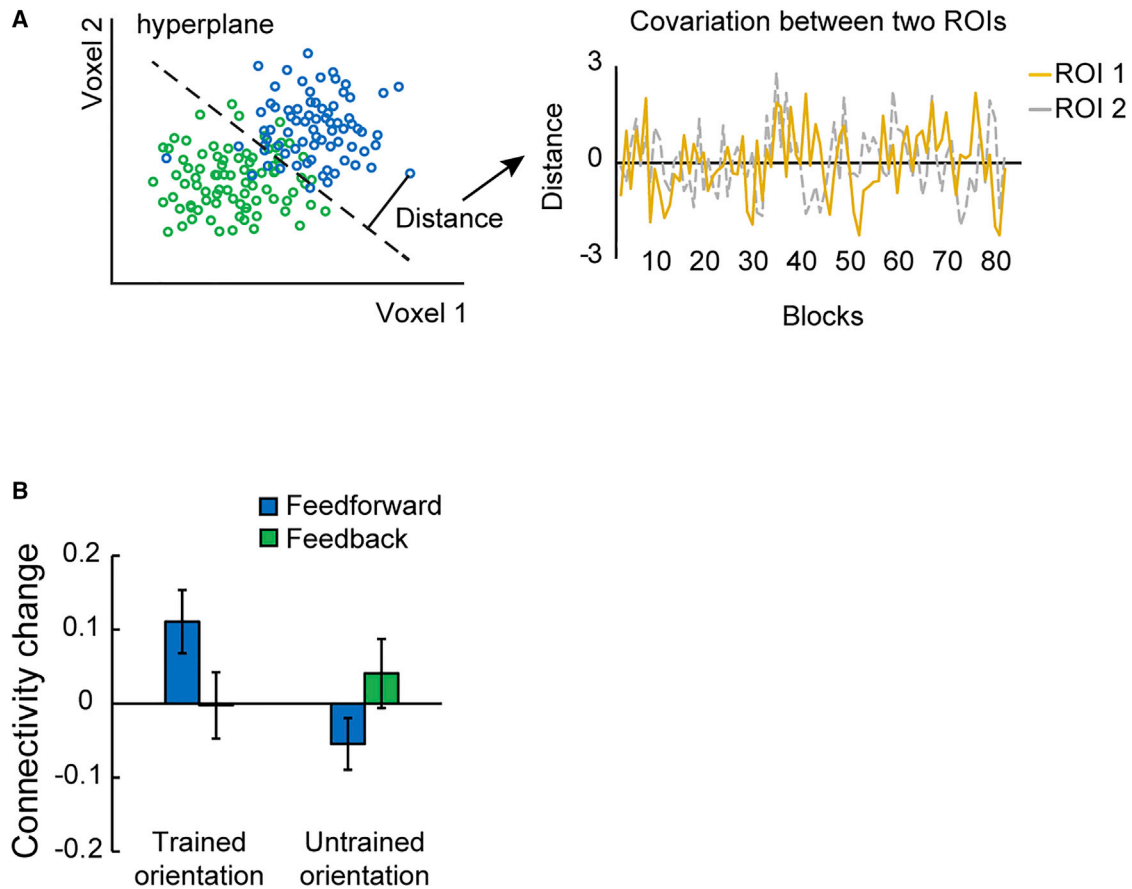 A
hyperplane
Voxel 2
Voxel 1
Distance
Covariation between two ROIs
3
0
-3
Distance
10 20 30 40 50 60 70 80
Blocks
ROI 1
ROI 2
B
Feedforward
Feedback
Connectivity change
0.2
0.1
0
-0.1
-0.2
Trained
orientation
Untrained
orientation